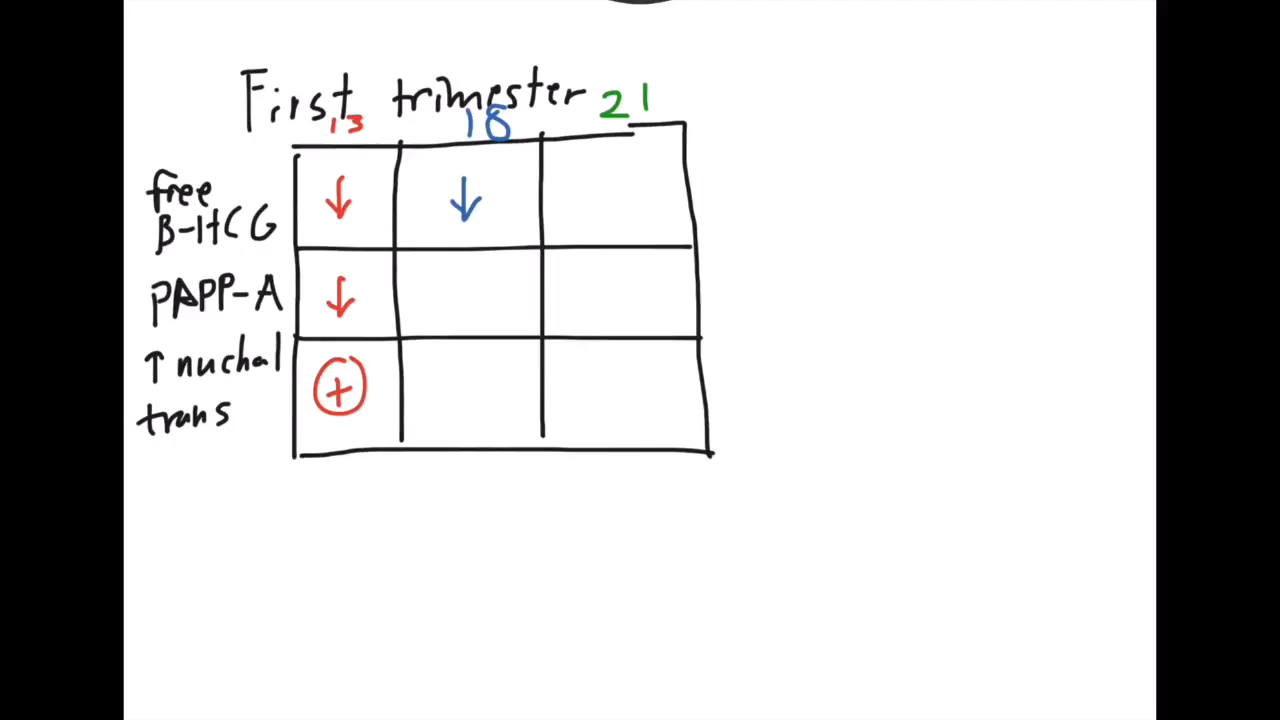 First trimester
13 18 21
free ↓ ↓
B-HCG
PAPP-A ↓
↑ nuchal +
trans